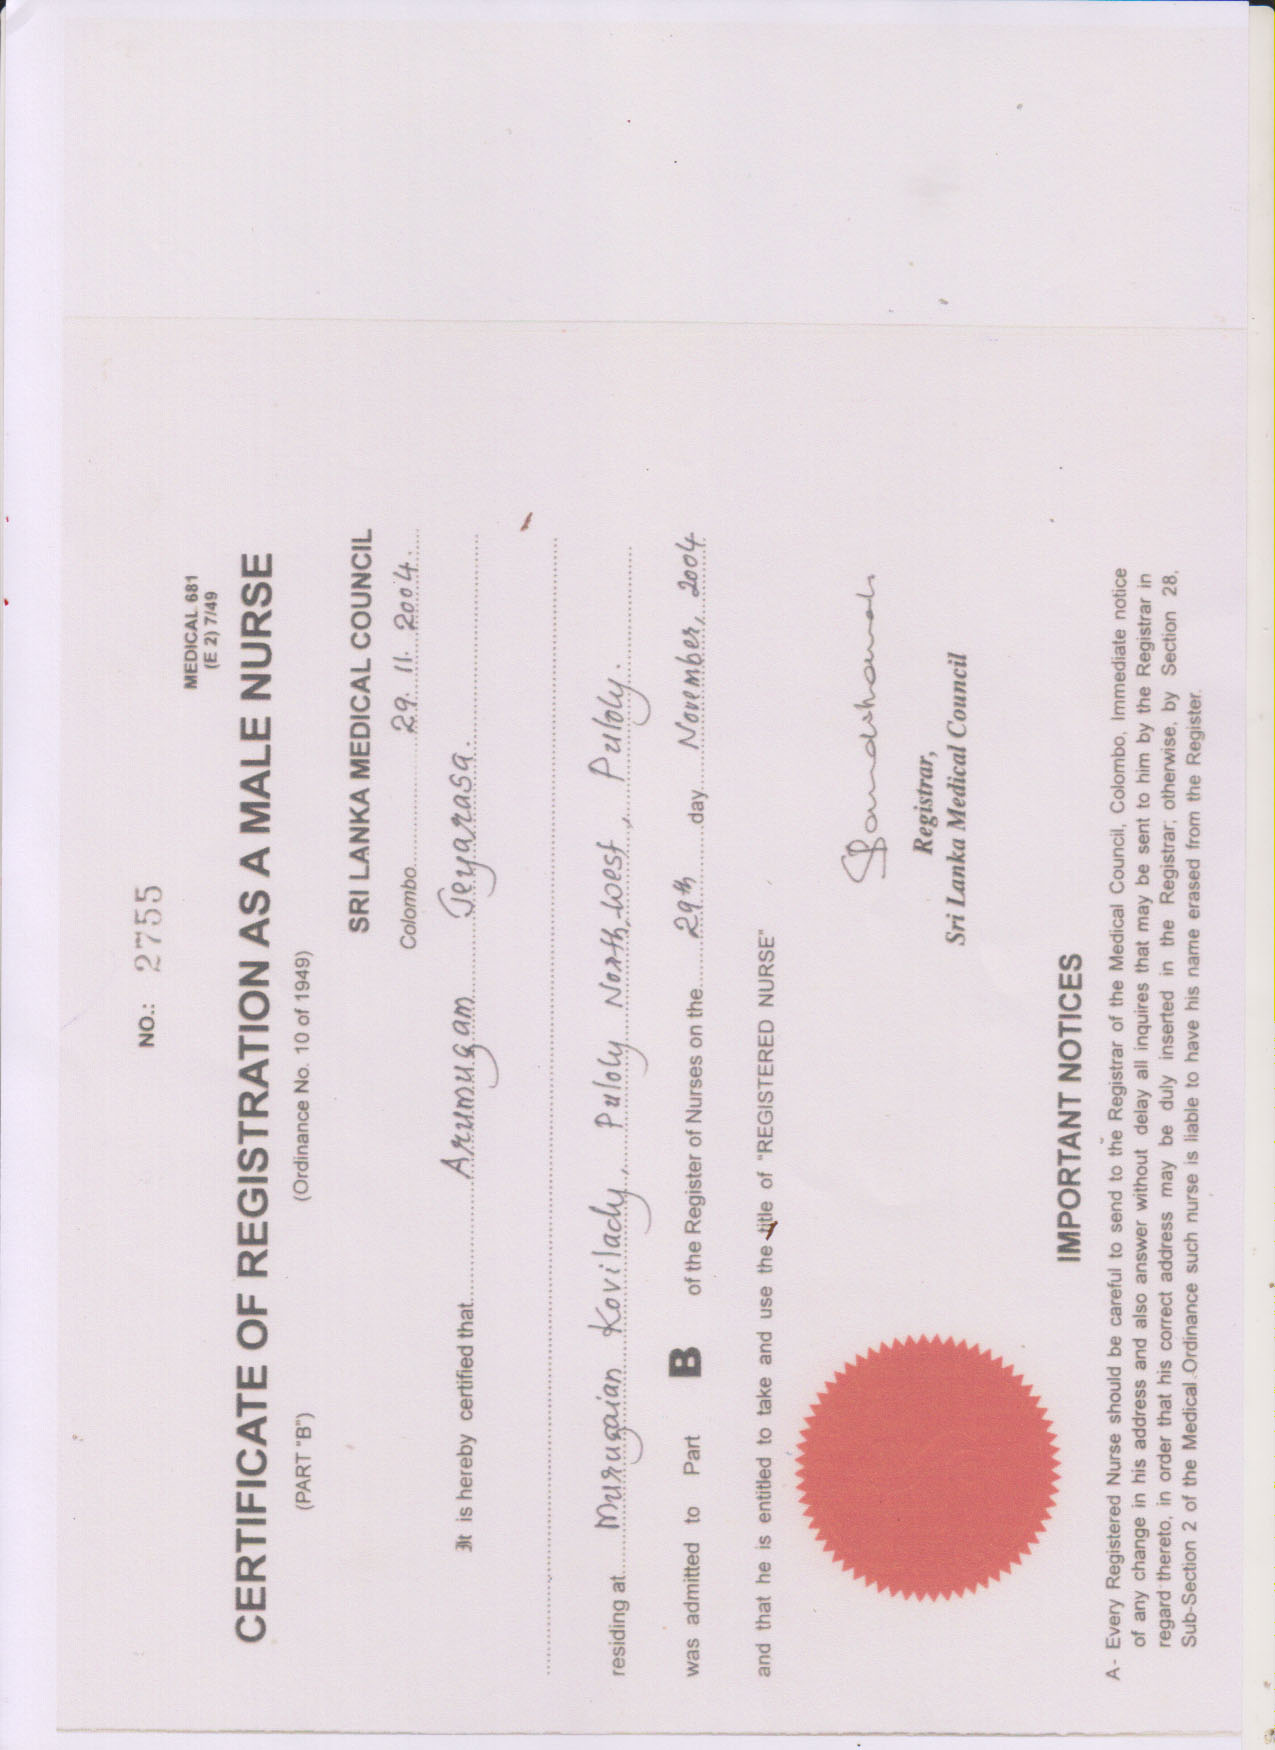 NO.: 2755
MEDICAL 681
(E 2) 7/49
CERTIFICATE OF REGISTRATION AS A MALE NURSE
(PART "B") (Ordinance No. 10 of 1949)
SRI LANKA MEDICAL COUNCIL
Colombo 29. 11. 2004.
It is hereby certified that Arumugam Jeyarasa.
residing at Murugaian Kovilady, Puloly North,West, Puloly.
was admitted to Part B of the Register of Nurses on the 29th day November, 2004
and that he is entitled to take and use the title of "REGISTERED NURSE"
Registrar,
Sri Lanka Medical Council
IMPORTANT NOTICES
A- Every Registered Nurse should be careful to send to the Registrar of the Medical Council, Colombo, Immediate notice
of any change in his address and also answer without delay all inquires that may be sent to him by the Registrar in
regard thereto, in order that his correct address may be duly inserted in the Registrar; otherwise, by Section 28,
Sub-Section 2 of the Medical Ordinance such nurse is liable to have his name erased from the Register.